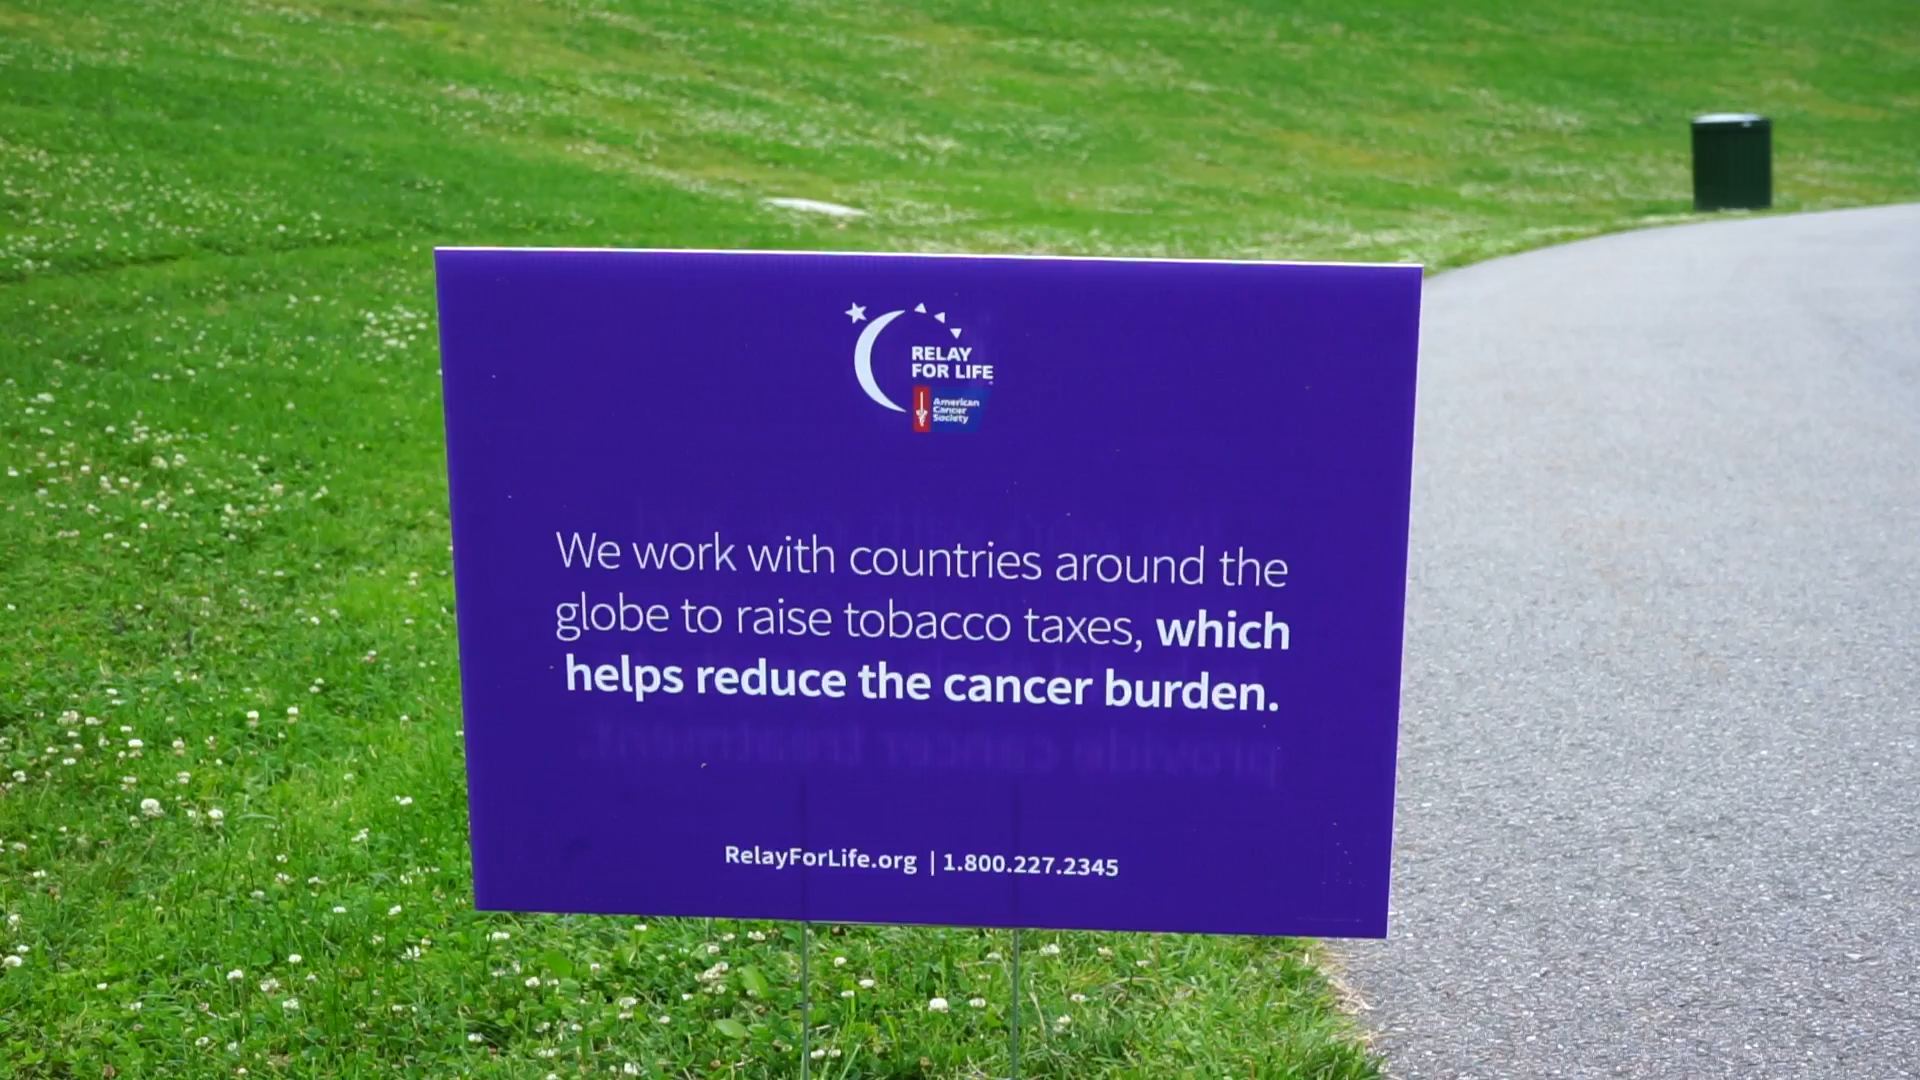 RELAY
FOR LIFE
American
Cancer
Society
We work with countries around the
globe to raise tobacco taxes, which
helps reduce the cancer burden.
RelayForLife.org | 1.800.227.2345